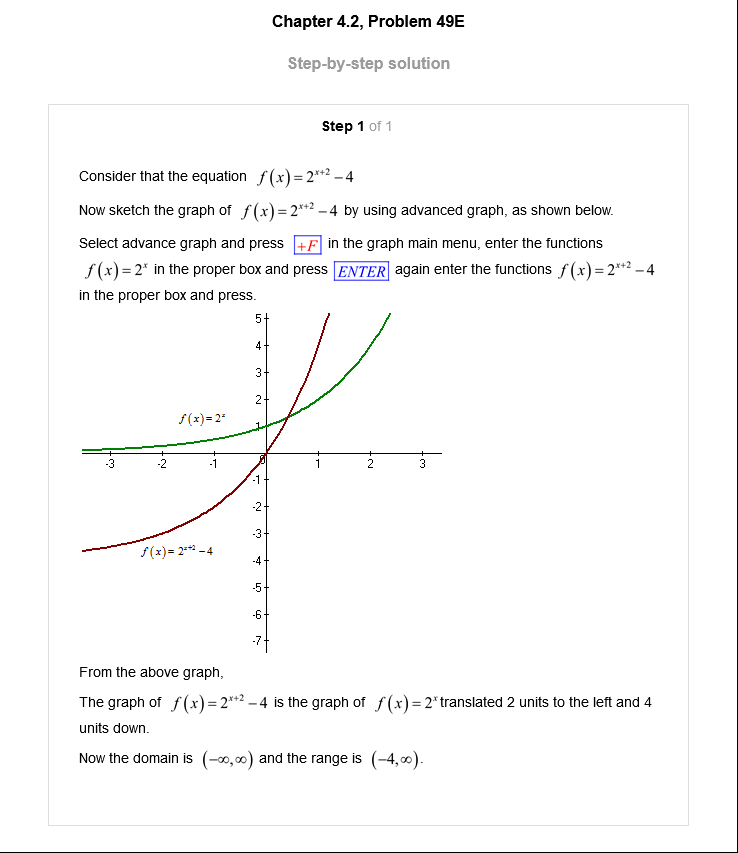 Chapter 4.2, Problem 49E
Step-by-step solution
Step 1 of 1
Consider that the equation f(x)=2^{x+2}−4
Now sketch the graph of f(x)=2^{x+2}−4 by using advanced graph, as shown below.
Select advance graph and press +F in the graph main menu, enter the functions
f(x)=2^x in the proper box and press ENTER again enter the functions f(x)=2^{x+2}−4
in the proper box and press.
5
4
3
2
f(x)=2^x
1
-3 -2 -1 0 1 2 3
-1
-2
-3
f(x)=2^{x+2}−4
-4
-5
-6
-7
From the above graph,
The graph of f(x)=2^{x+2}−4 is the graph of f(x)=2^x translated 2 units to the left and 4
units down.
Now the domain is (−∞,∞) and the range is (−4,∞).